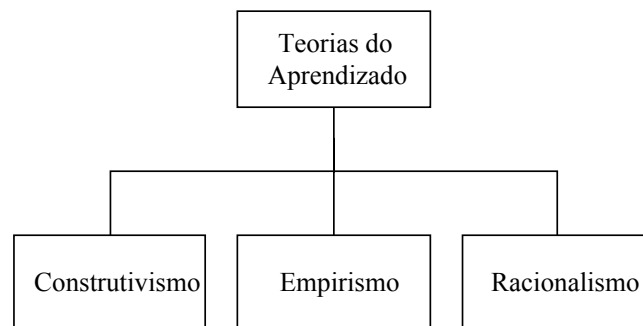 Teorias do
Aprendizado
Construtivismo
Empirismo
Racionalismo